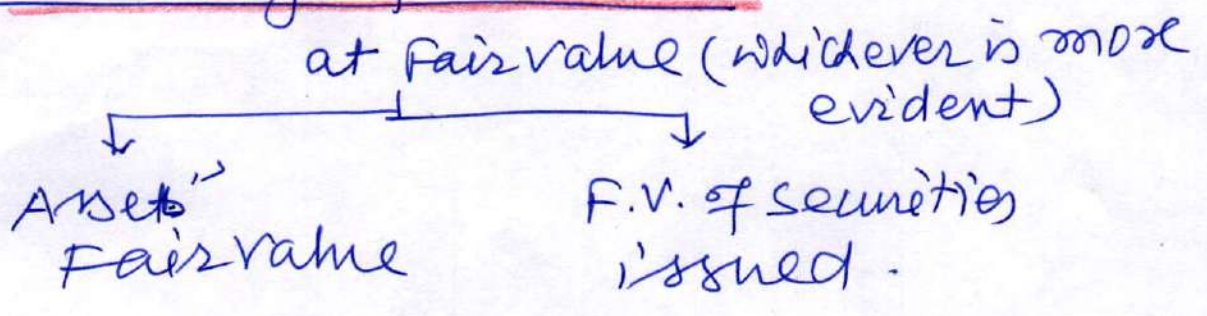 at Fair value (whichever is more
evident)
Assets'
Fair value
F.V. of securities
issued.